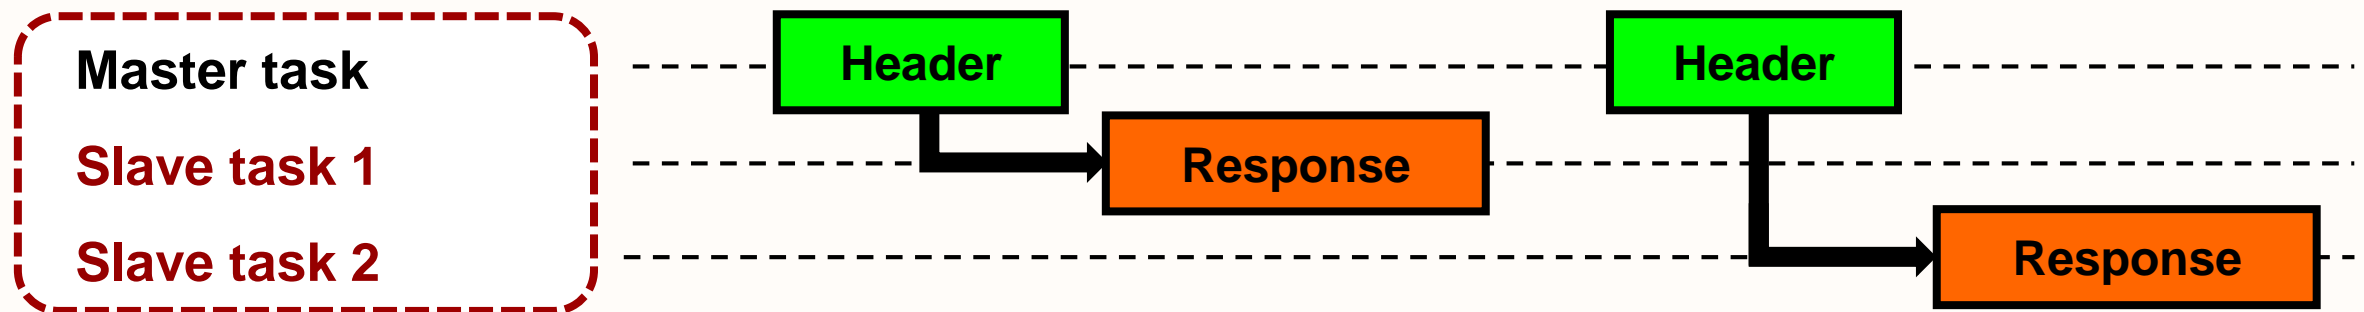 Master task
Header
Header
Slave task 1
Response
Slave task 2
Response